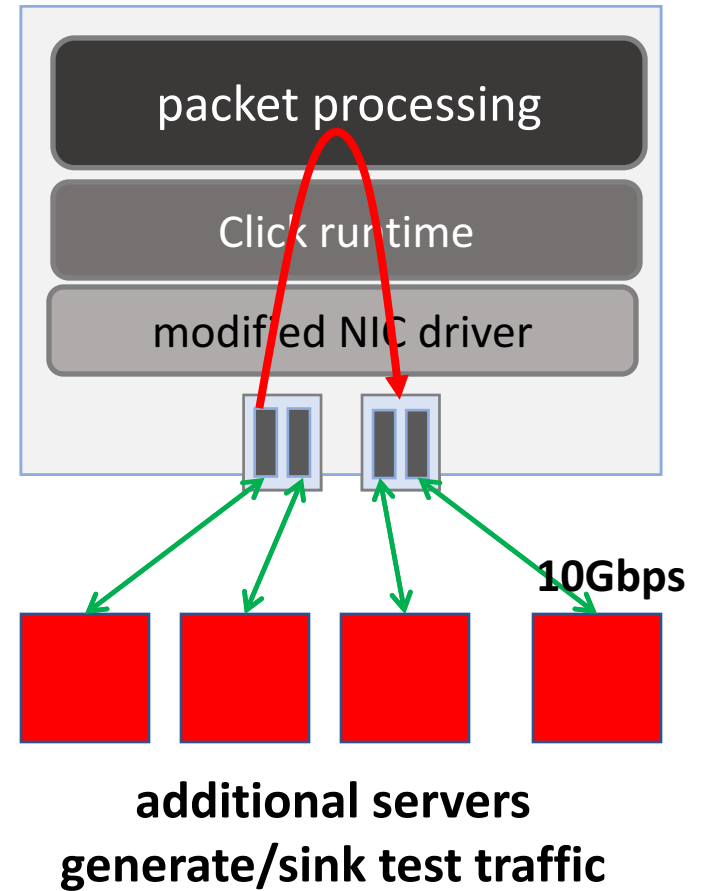 packet processing
Click runtime
modified NIC driver
10Gbps
additional servers
generate/sink test traffic